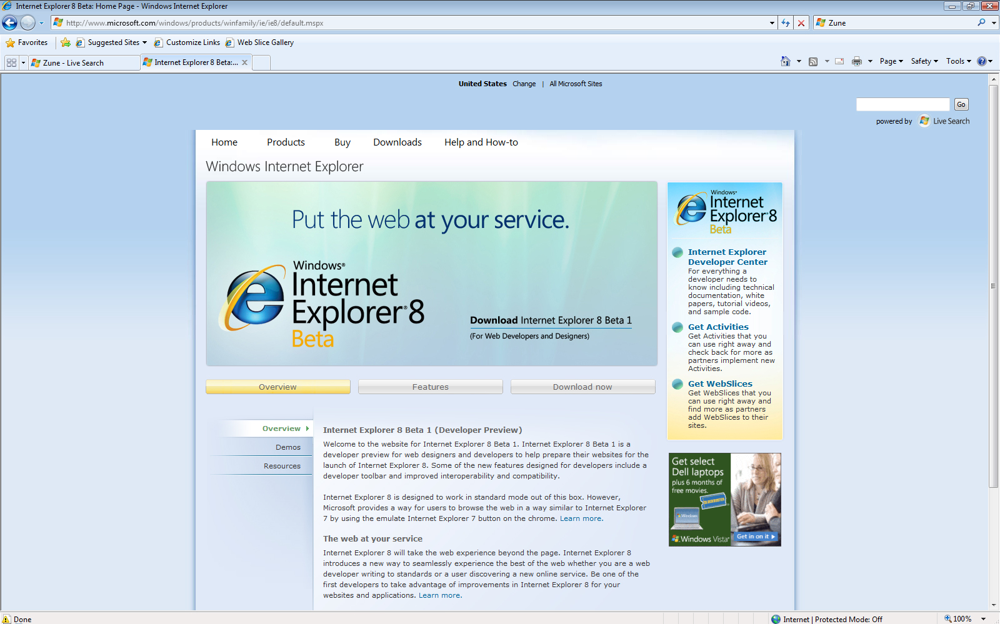 Internet Explorer 8 Beta: Home Page - Windows Internet Explorer
http://www.microsoft.com/windows/products/winfamily/ie/ie8/default.mspx
Zune
Favorites
Suggested Sites
Customize Links
Web Slice Gallery
Zune - Live Search
Internet Explorer 8 Beta:...
Page
Safety
Tools
United States Change | All Microsoft Sites
Go
powered by Live Search
Home Products Buy Downloads Help and How-to
Windows Internet Explorer
Put the web at your service.
Windows®
Internet
Explorer®8
Beta
Download Internet Explorer 8 Beta 1
(For Web Developers and Designers)
Windows®
Internet
Explorer®8
Beta
Internet Explorer
Developer Center
For everything a
developer needs to
know including technical
documentation, white
papers, tutorial videos,
and sample code.
Get Activities
Get Activities that you
can use right away and
check back for more as
partners implement new
Activities.
Get WebSlices
Get WebSlices that you
can use right away and
find more as partners
add WebSlices to their
sites.
Overview
Features
Download now
Overview
Demos
Resources
Internet Explorer 8 Beta 1 (Developer Preview)
Welcome to the website for Internet Explorer 8 Beta 1. Internet Explorer 8 Beta 1 is a
developer preview for web designers and developers to help prepare their websites for the
launch of Internet Explorer 8. Some of the new features designed for developers include a
developer toolbar and improved interoperability and compatibility.
Internet Explorer 8 is designed to work in standard mode out of this box. However,
Microsoft provides a way for users to browse the web in a way similar to Internet Explorer
7 by using the emulate Internet Explorer 7 button on the chrome. Learn more.
The web at your service
Internet Explorer 8 will take the web experience beyond the page. Internet Explorer 8
introduces a new way to seamlessly experience the best of the web whether you are a web
developer writing to standards or a user discovering a new online service. Be one of the
first developers to take advantage of improvements in Internet Explorer 8 for your
websites and applications. Learn more.
Get select
Dell laptops
plus 6 months of
free movies.
BLOCKBUSTER
Windows
Windows Vista®
Get in on it
Done
Internet | Protected Mode: Off
100%